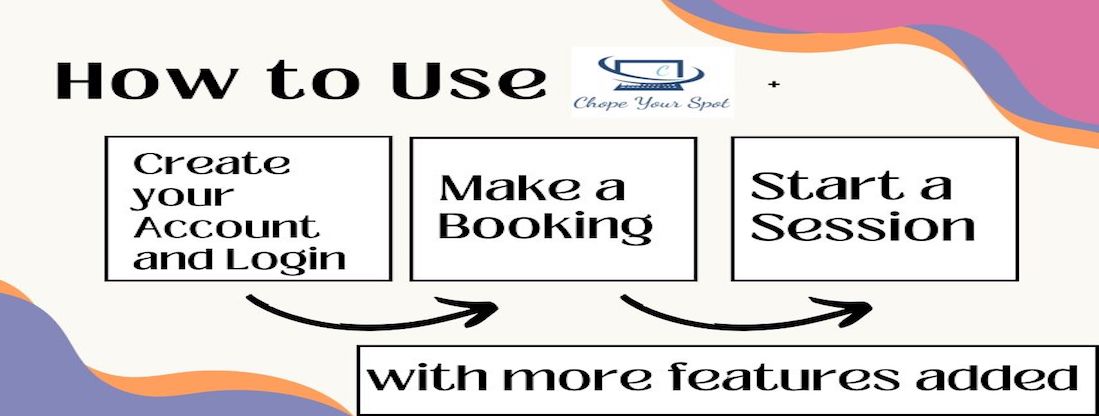 How to Use
C
Chope Your Spot
+
Create
your
Account
and Login
Make a
Booking
Start a
Session
with more features added